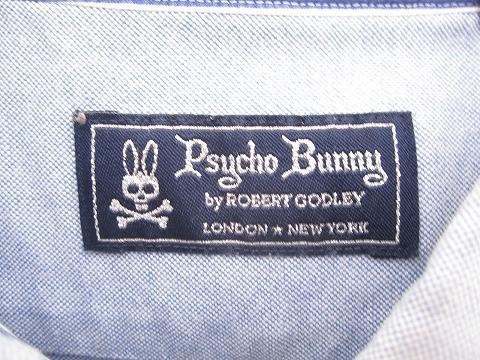 Psycho Bunny
by ROBERT GODLEY
LONDON ★ NEW YORK